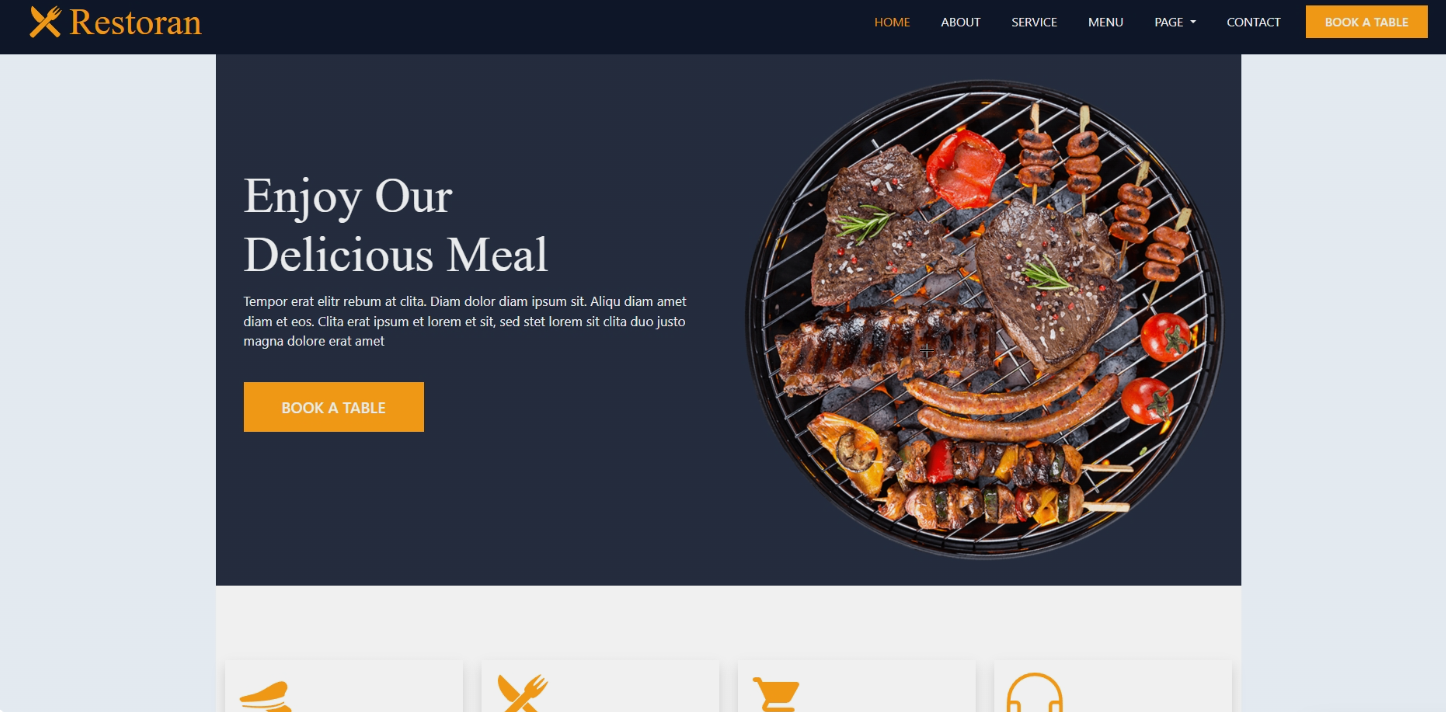 Restoran
HOME ABOUT SERVICE MENU PAGE CONTACT BOOK A TABLE
Enjoy Our
Delicious Meal
Tempor erat elitr rebum at clita. Diam dolor diam ipsum sit. Aliqu diam amet
diam et eos. Clita erat ipsum et lorem et sit, sed stet lorem sit clita duo justo
magna dolore erat amet
BOOK A TABLE